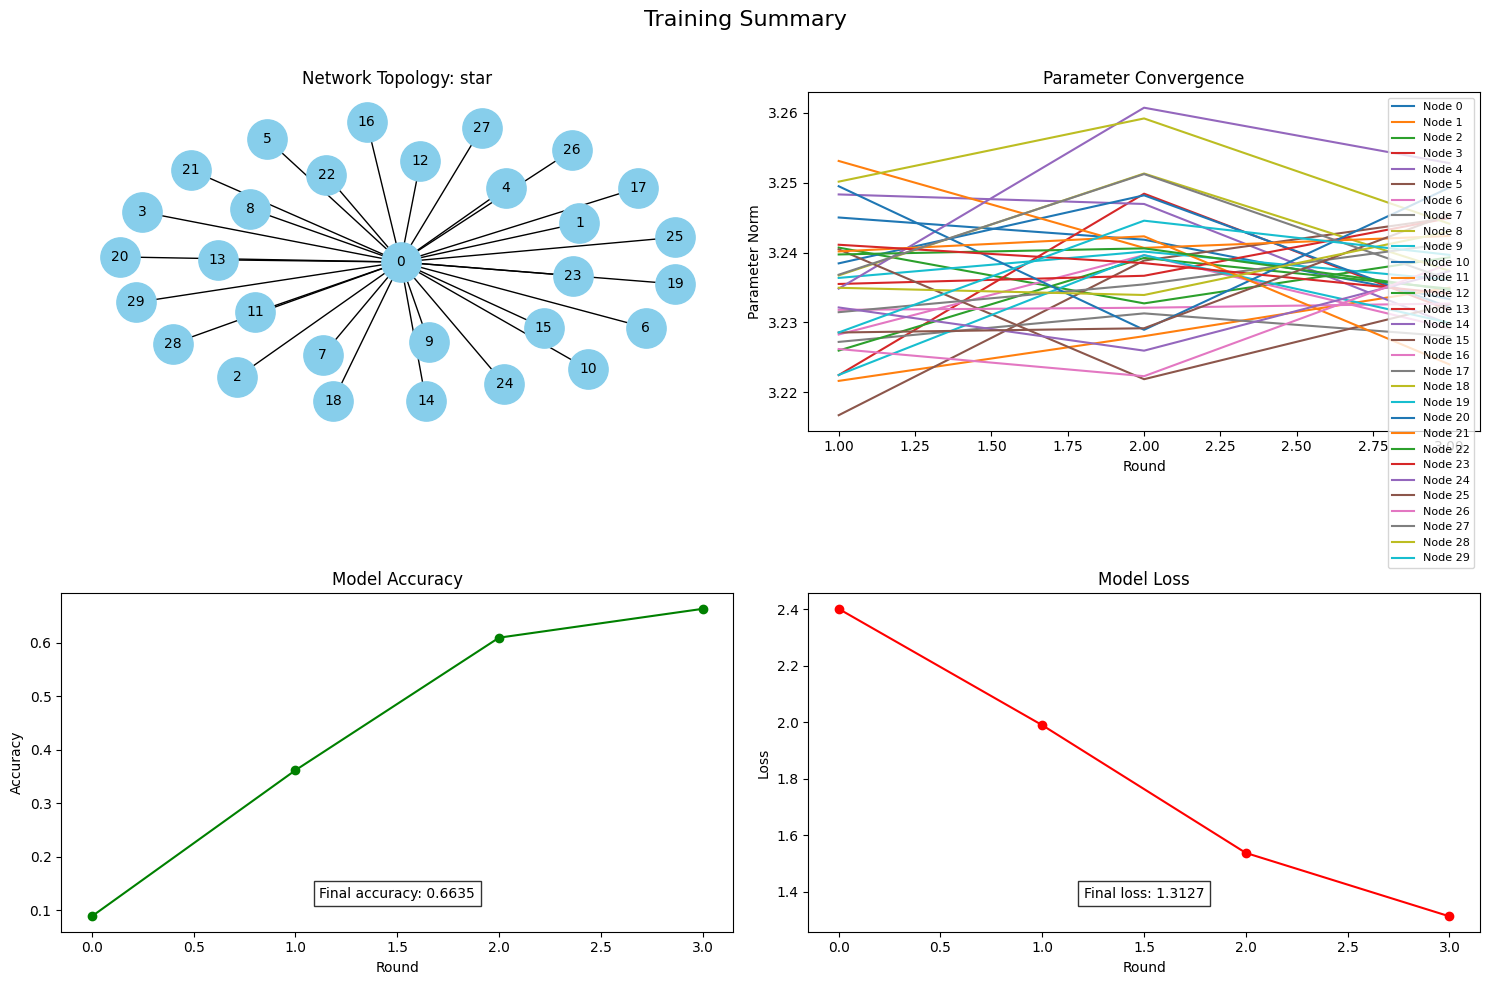 Training Summary
Network Topology: star
16
27
5
12
26
21
22
4
17
3
8
1
25
20
13
0
23
19
29
11
6
28
15
9
7
10
2
24
18
14
Parameter Convergence
3.26
3.25
3.24
3.23
3.22
Parameter Norm
1.00 1.25 1.50 1.75 2.00 2.25 2.50 2.75 3.00
Round
Node 0
Node 1
Node 2
Node 3
Node 4
Node 5
Node 6
Node 7
Node 8
Node 9
Node 10
Node 11
Node 12
Node 13
Node 14
Node 15
Node 16
Node 17
Node 18
Node 19
Node 20
Node 21
Node 22
Node 23
Node 24
Node 25
Node 26
Node 27
Node 28
Node 29
Model Accuracy
0.6
0.5
0.4
0.3
0.2
0.1
Accuracy
Final accuracy: 0.6635
0.0 0.5 1.0 1.5 2.0 2.5 3.0
Round
Model Loss
2.4
2.2
2.0
1.8
1.6
1.4
Loss
Final loss: 1.3127
0.0 0.5 1.0 1.5 2.0 2.5 3.0
Round